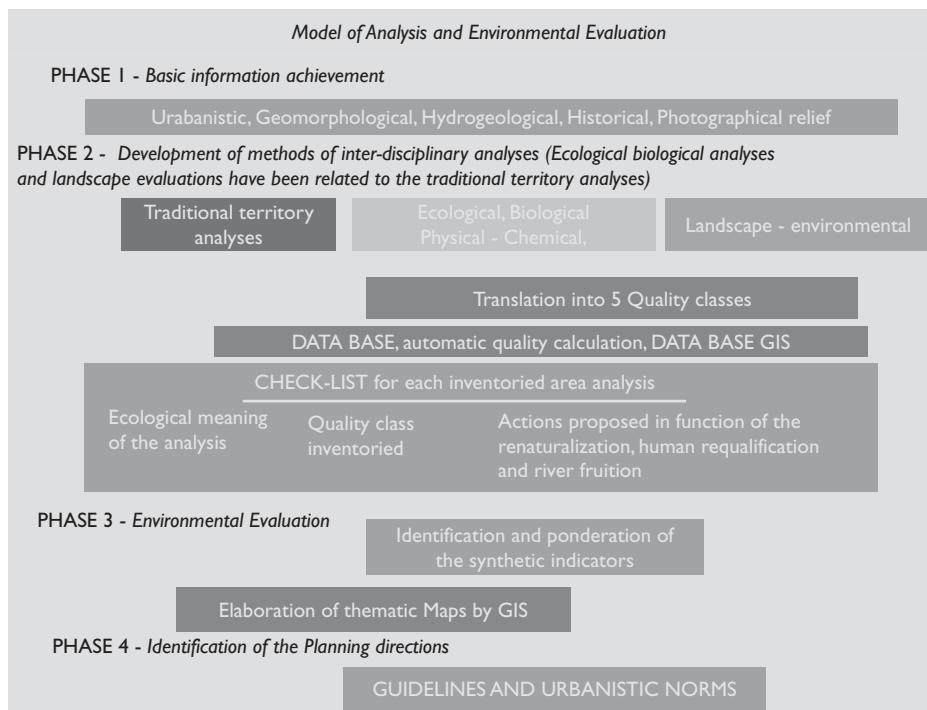 Model of Analysis and Environmental Evaluation
PHASE 1 - Basic information achievement
Urabanistic, Geomorphological, Hydrogeological, Historical, Photographical relief
PHASE 2 - Development of methods of inter-disciplinary analyses (Ecological biological analyses
and landscape evaluations have been related to the traditional territory analyses)
Traditional territory
analyses
Ecological, Biological
Physical - Chemical,
Landscape - environmental
Translation into 5 Quality classes
DATA BASE, automatic quality calculation, DATA BASE GIS
CHECK-LIST for each inventoried area analysis
Ecological meaning
of the analysis
Quality class
inventoried
Actions proposed in function of the
renaturalization, human requalification
and river fruition
PHASE 3 - Environmental Evaluation
Identification and ponderation of
the synthetic indicators
Elaboration of thematic Maps by GIS
PHASE 4 - Identification of the Planning directions
GUIDELINES AND URBANISTIC NORMS